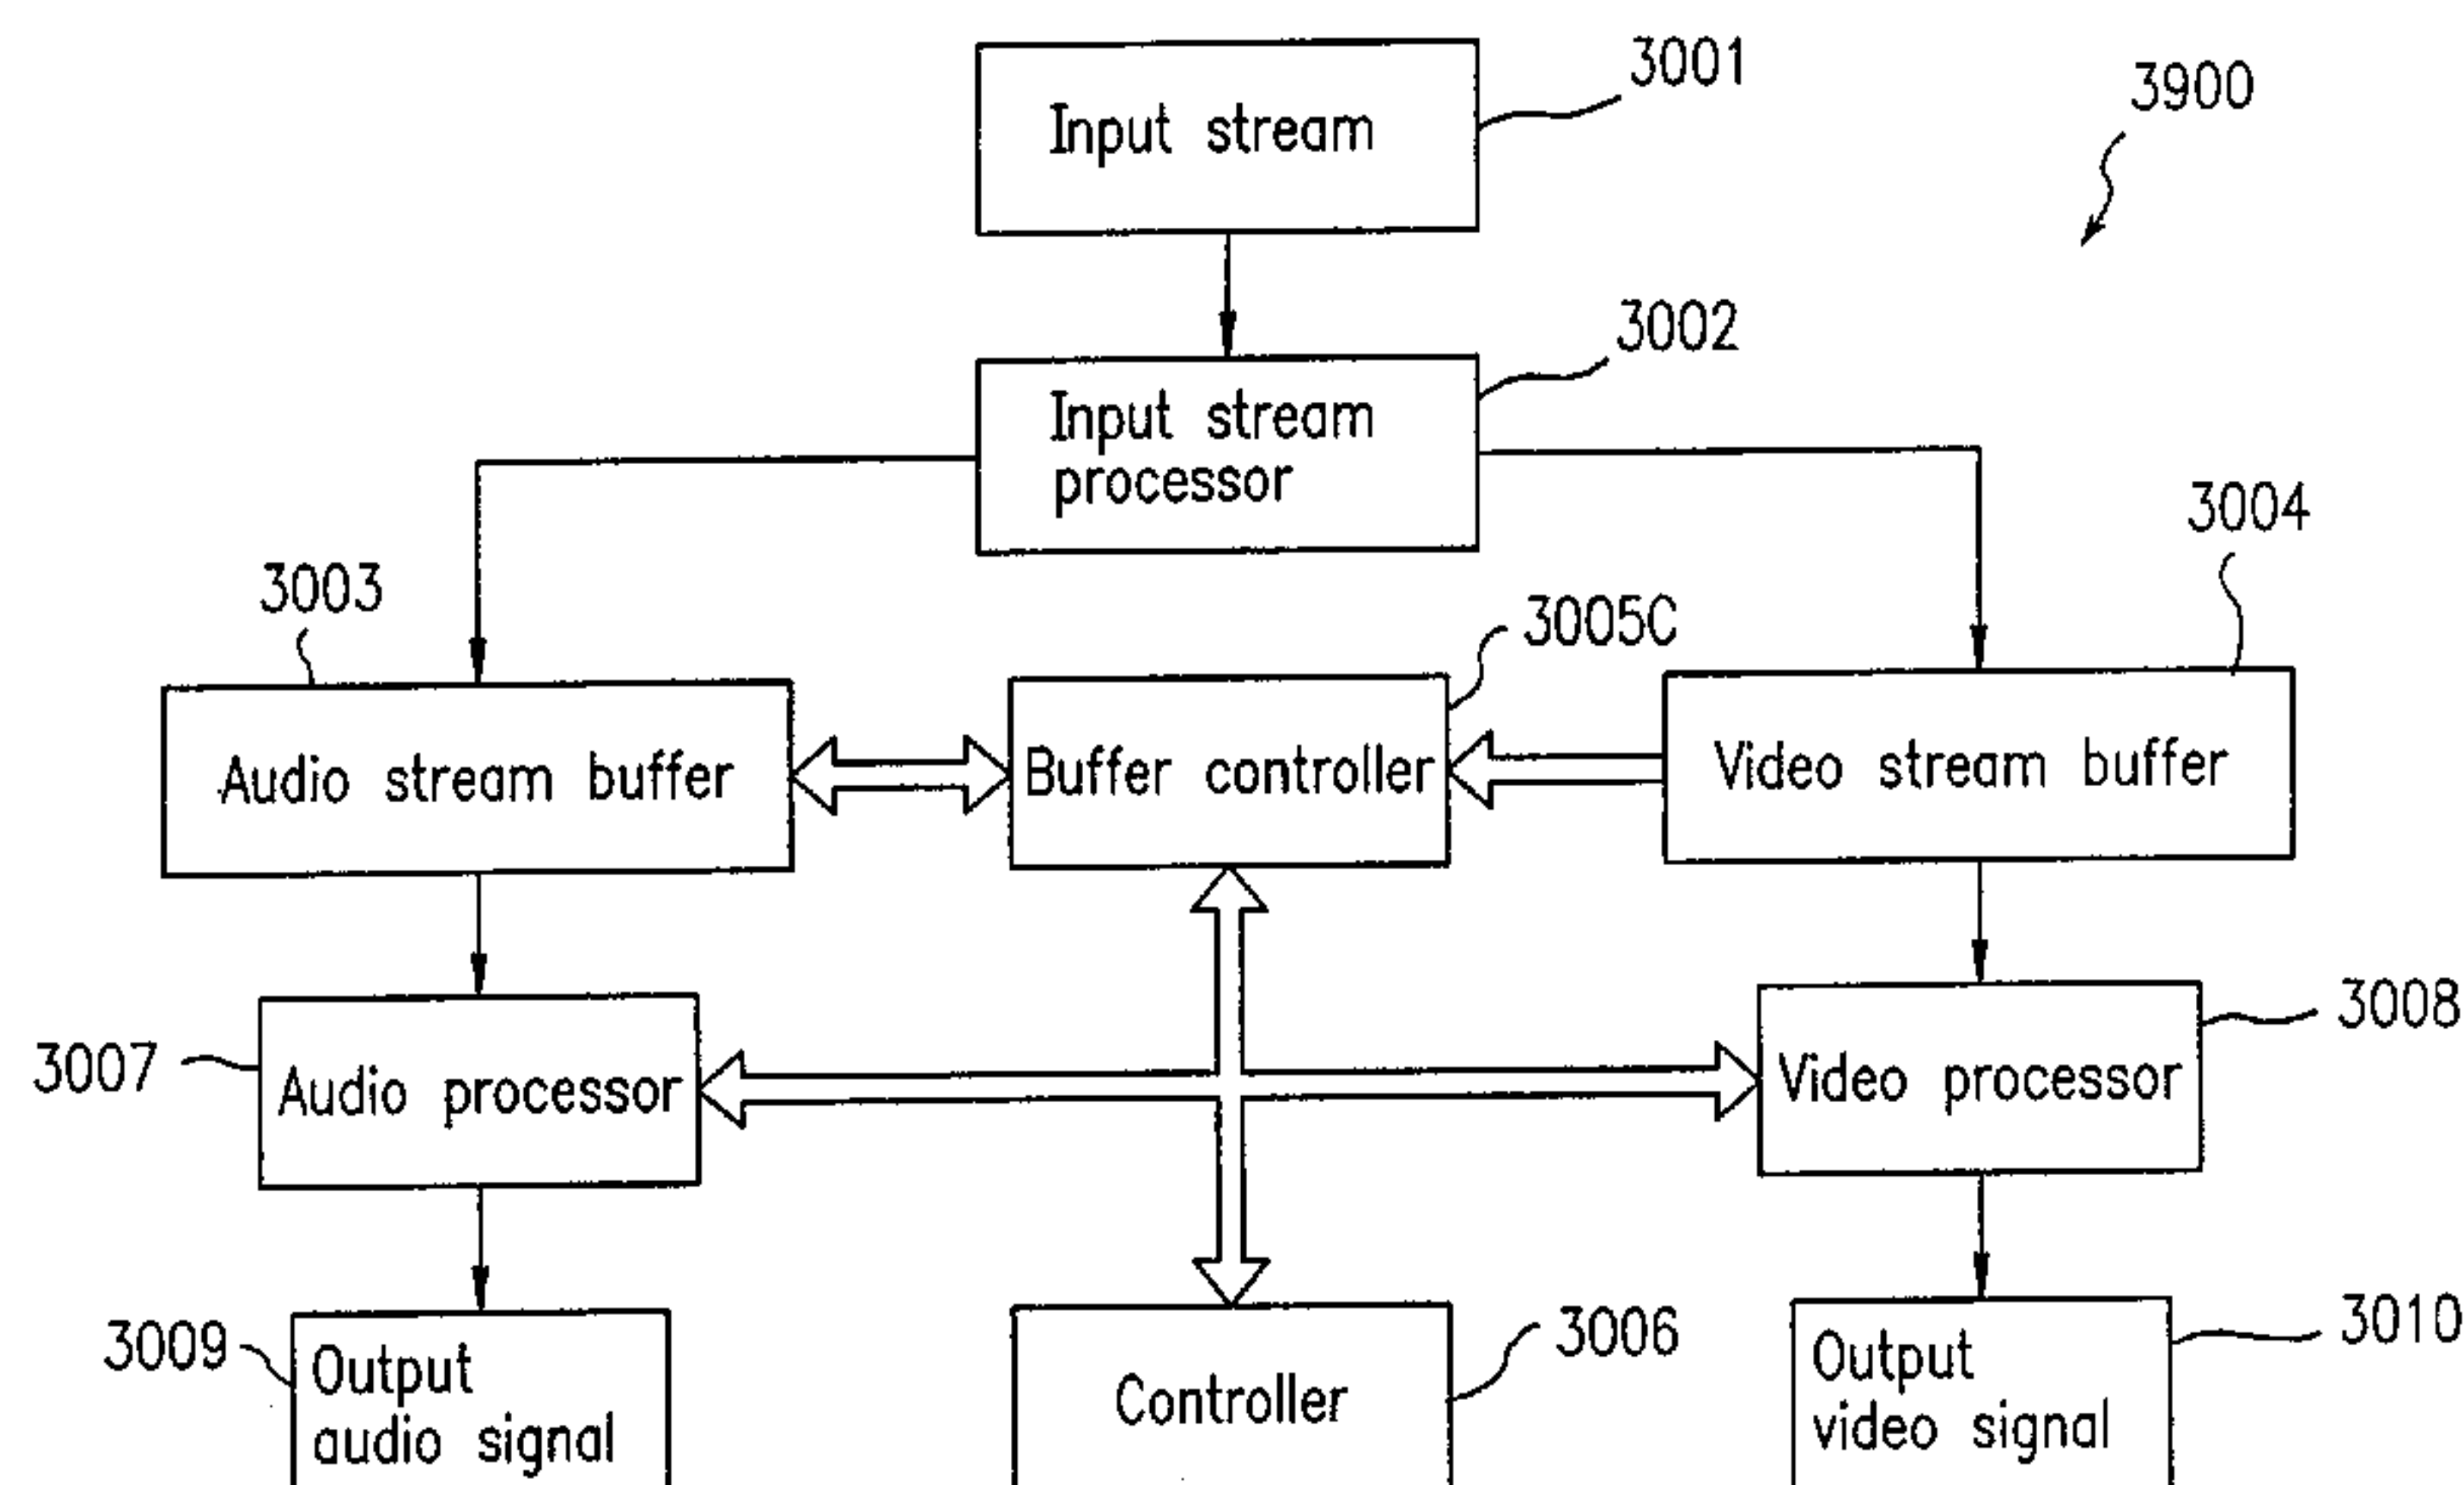 3001
3900
Input stream
3002
Input stream
processor
3004
3003
3005C
Audio stream buffer
Buffer controller
Video stream buffer
3008
3007
Audio processor
Video processor
3009
Output
audio signal
3006
Controller
3010
Output
video signal